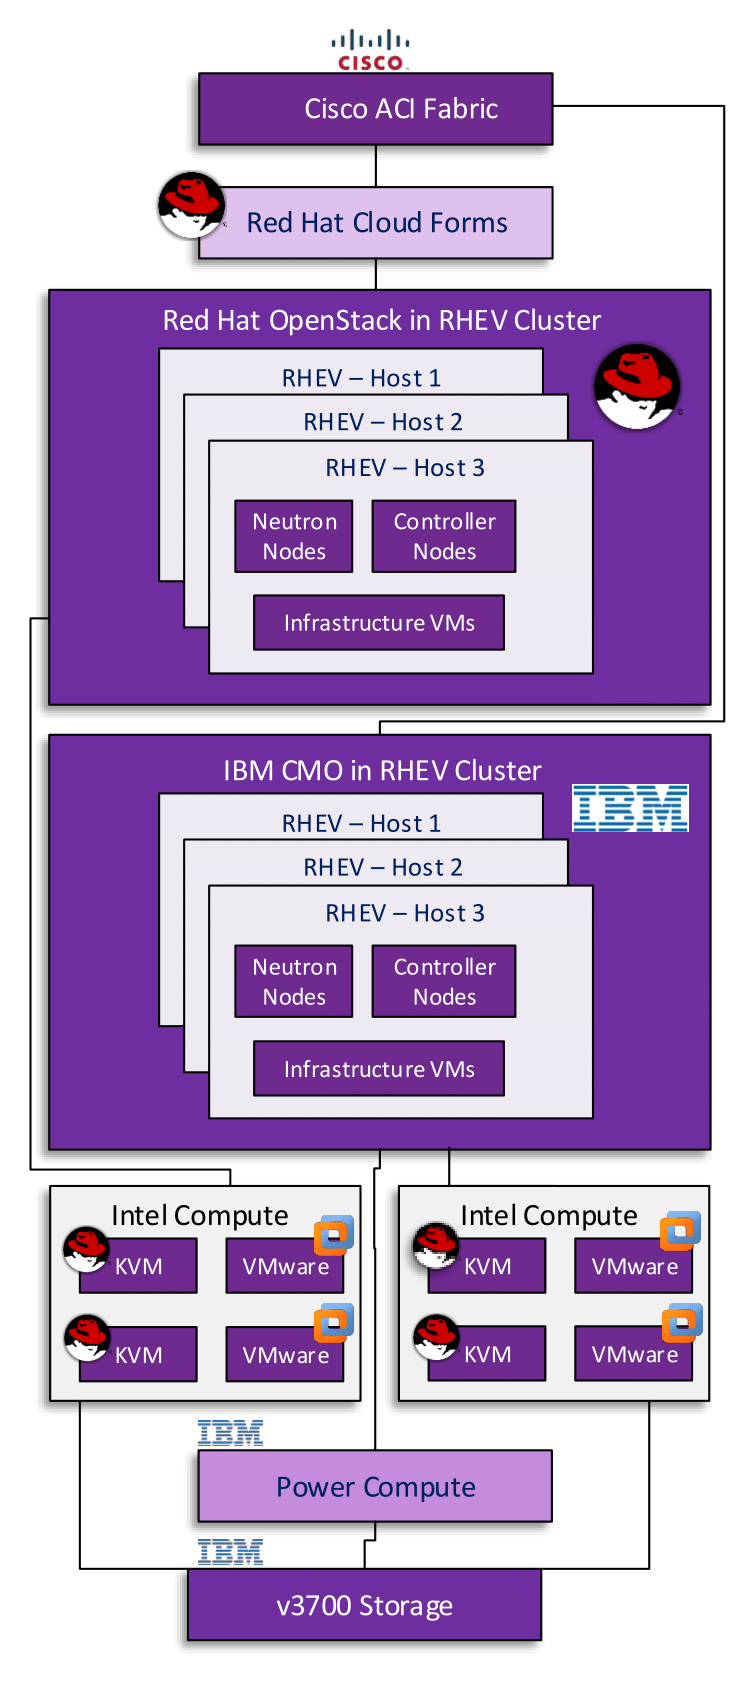 CISCO
Cisco ACI Fabric
Red Hat Cloud Forms
Red Hat OpenStack in RHEV Cluster
RHEV – Host 1
RHEV – Host 2
RHEV – Host 3
Neutron Nodes
Controller Nodes
Infrastructure VMs
IBM CMO in RHEV Cluster
IBM
RHEV – Host 1
RHEV – Host 2
RHEV – Host 3
Neutron Nodes
Controller Nodes
Infrastructure VMs
Intel Compute
KVM
VMware
KVM
VMware
Intel Compute
KVM
VMware
KVM
VMware
IBM
Power Compute
IBM
v3700 Storage